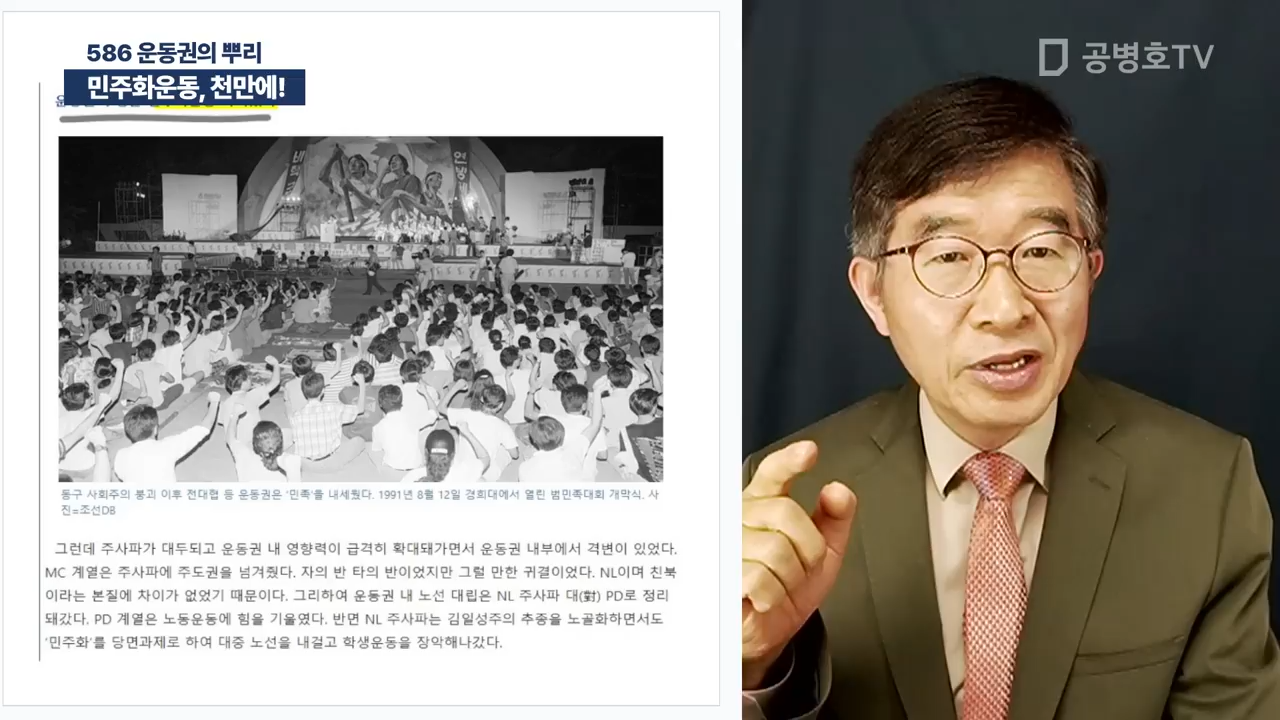 586 운동권의 뿌리
민주화운동, 천만에!
공병호TV
동구 사회주의 붕괴 이후 전대협 등 운동권은 '민족'을 내세웠다. 1991년 8월 12일 경희대에서 열린 범민족대회 개막식. 사
진=조선DB
그런데 주사파가 대두되고 운동권 내 영향력이 급격히 확대돼가면서 운동권 내부에서 격변이 있었다.
MC 계열은 주사파에 주도권을 넘겨줬다. 자의 반 타의 반이었지만 그럴 만한 귀결이었다. NL이며 친북
이라는 본질에 차이가 없었기 때문이다. 그리하여 운동권 내 노선 대립은 NL 주사파 대(對) PD로 정리
돼갔다. PD 계열은 노동운동에 힘을 기울였다. 반면 NL 주사파는 김일성주의 추종을 노골화하면서도
'민주화'를 당면과제로 하여 대중 노선을 내걸고 학생운동을 장악해나갔다.